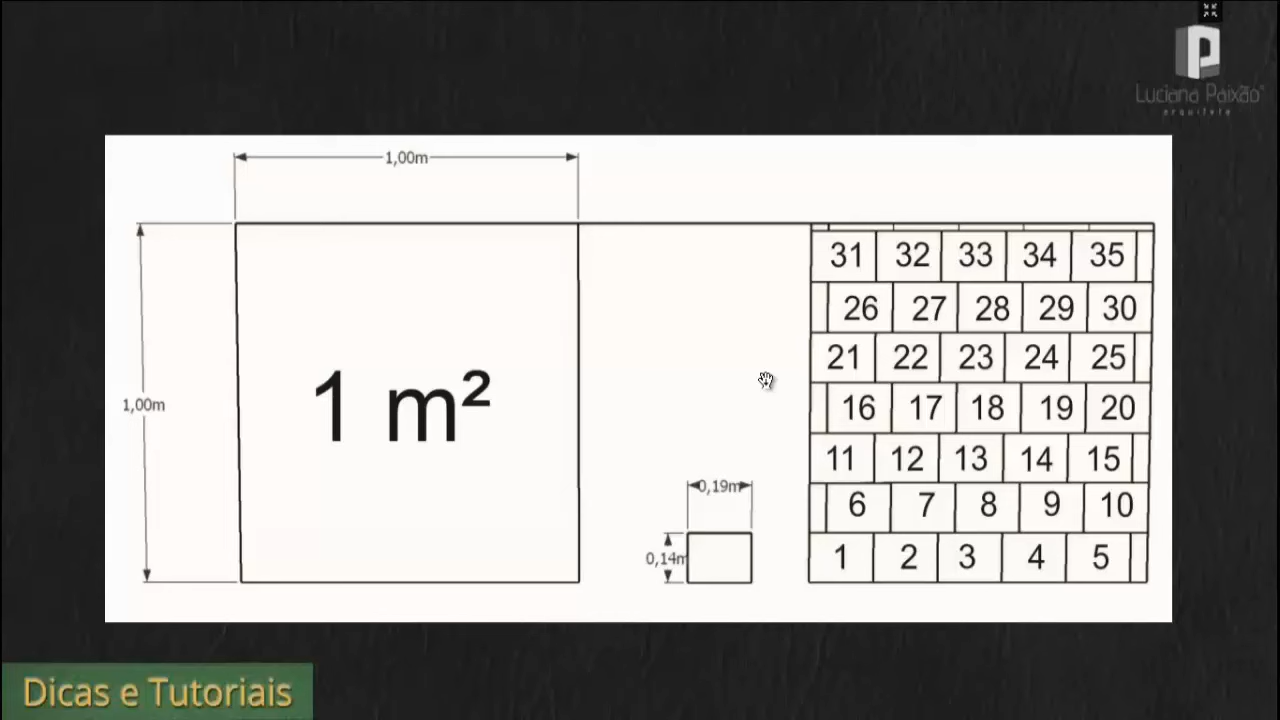 Luciana Paixão
arquiteta
1,00m
1,00m
1 m²
0,19m
0,14m
31 32 33 34 35
26 27 28 29 30
21 22 23 24 25
16 17 18 19 20
11 12 13 14 15
6 7 8 9 10
1 2 3 4 5
Dicas e Tutoriais